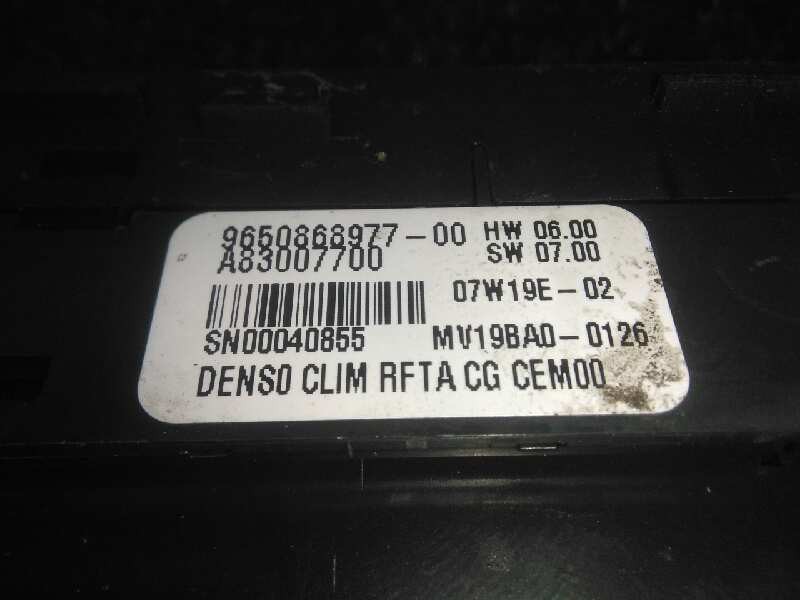 9650868977-00 HW 06.00
A83007700 SW 07.00
07W19E-02
SN00040855 MV19BA0-0126
DENSO CLIM RFTA CG CEM00